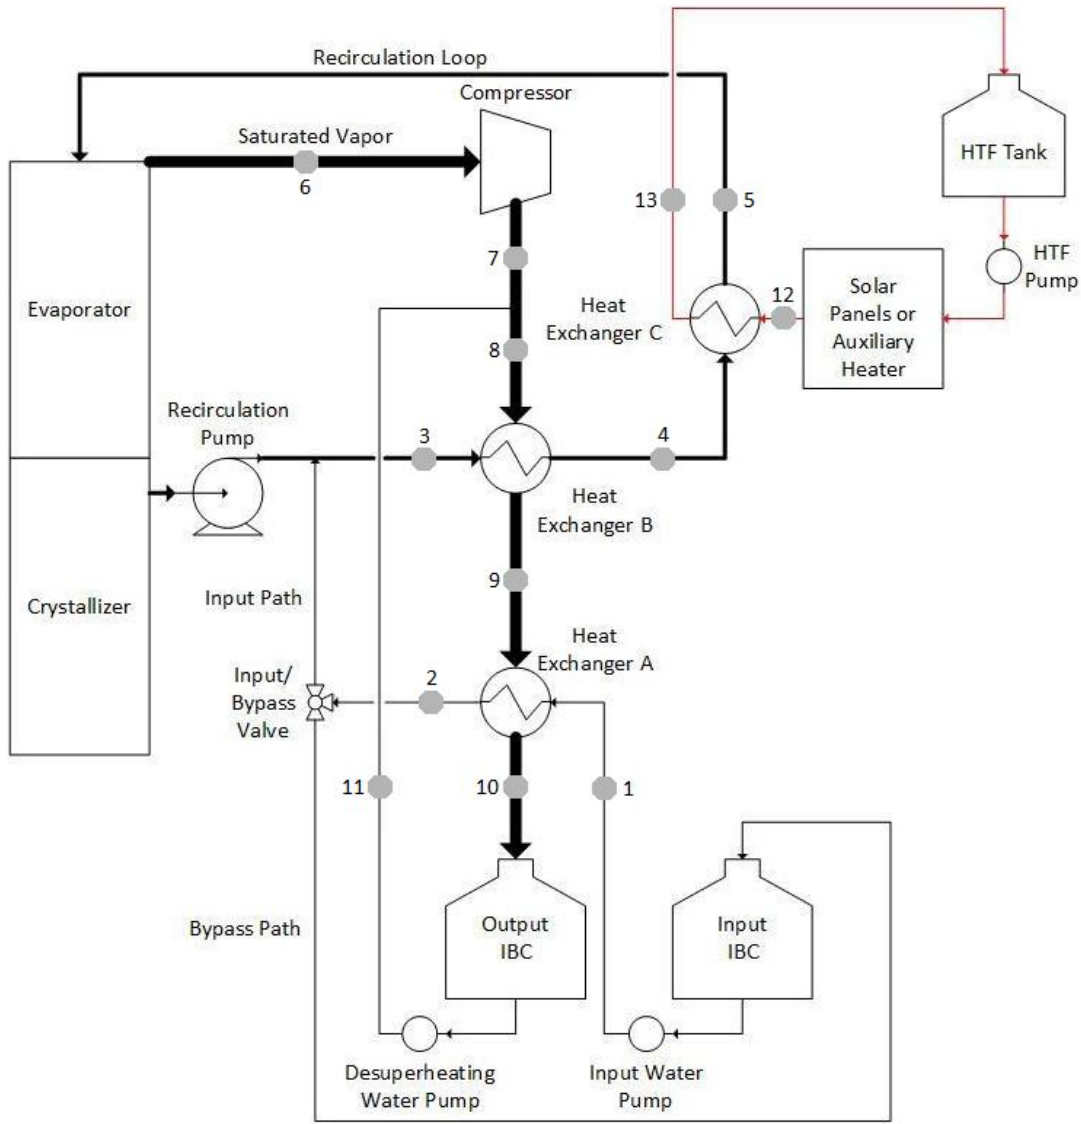 Recirculation Loop
Compressor
Saturated Vapor
6
HTF Tank
13
5
7
HTF
Pump
12
Solar
Panels or
Auxiliary
Heater
Heat
Exchanger C
Evaporator
8
Recirculation
Pump
3
4
Heat
Exchanger B
9
Input Path
Crystallizer
Heat
Exchanger A
Input/
Bypass
Valve
2
11
10
1
Bypass Path
Output
IBC
Input
IBC
Desuperheating
Water Pump
Input Water
Pump